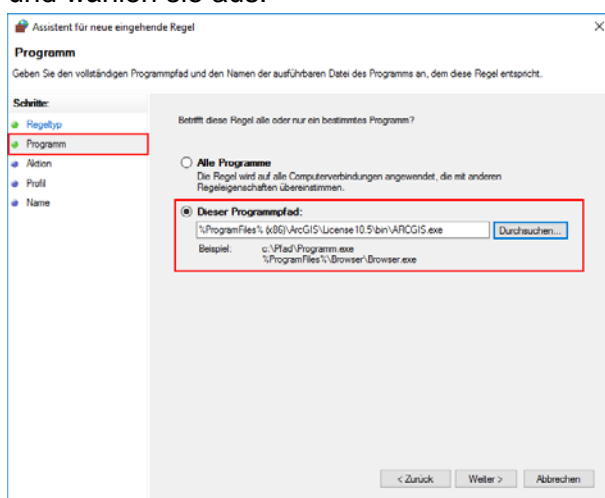 und wählen sie aus.
Assistent für neue eingehende Regel
Programm
Geben Sie den vollständigen Programmpfad und den Namen der ausführbaren Datei des Programms an, dem diese Regel entspricht.
Schritte:
Regeltyp
Programm
Aktion
Profil
Name
Betrifft diese Regel alle oder nur ein bestimmtes Programm?
Alle Programme
Die Regel wird auf alle Computerverbindungen angewendet, die mit anderen
Regeleigenschaften übereinstimmen.
Dieser Programmpfad:
%ProgramFiles% (x86)\ArcGIS\License10.5\bin\ARCGIS.exe
Durchsuchen...
Beispiel: c:\Pfad\Programm.exe
%ProgramFiles%\Browser\Browser.exe
< Zurück Weiter > Abbrechen